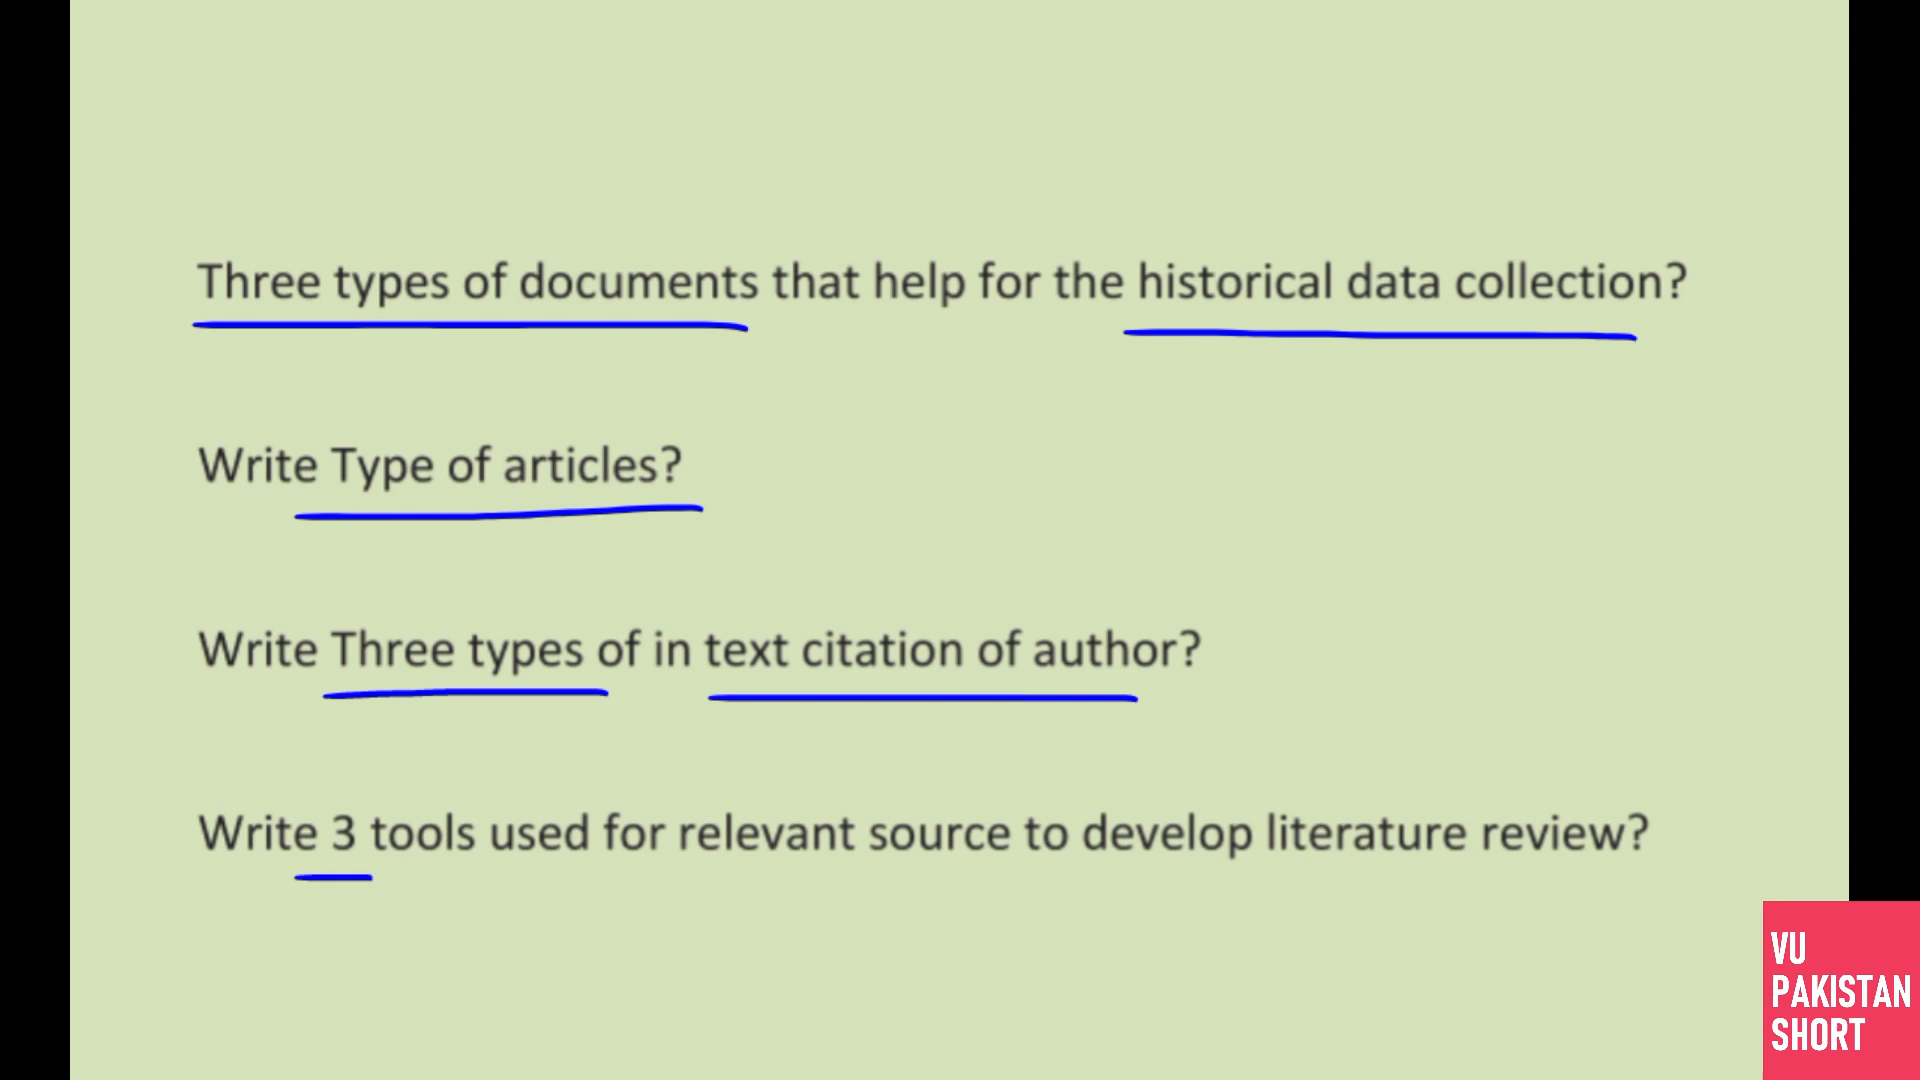 Three types of documents that help for the historical data collection?
Write Type of articles?
Write Three types of in text citation of author?
Write 3 tools used for relevant source to develop literature review?
VU
PAKISTAN
SHORT